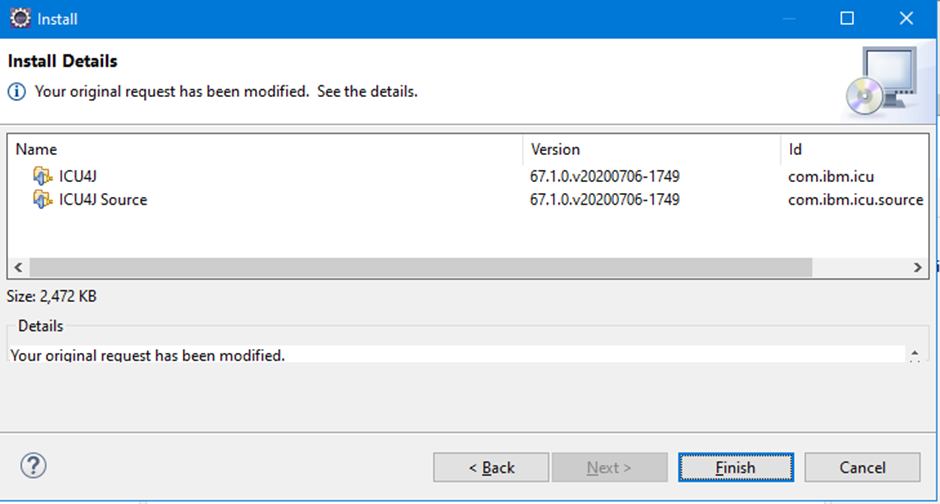 Install
Install Details
Your original request has been modified. See the details.
Name Version Id
ICU4J 67.1.0.v20200706-1749 com.ibm.icu
ICU4J Source 67.1.0.v20200706-1749 com.ibm.icu.source
Size: 2,472 KB
Details
Your original request has been modified.
? < Back Next > Finish Cancel